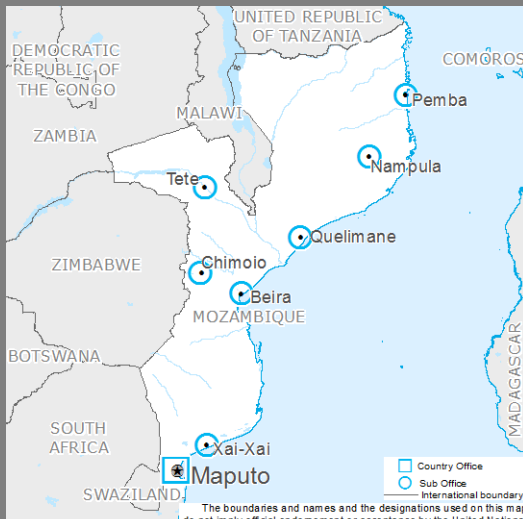 UNITED REPUBLIC
OF TANZANIA
DEMOCRATIC
REPUBLIC OF
THE CONGO
COMOROS
Pemba
MALAWI
ZAMBIA
Nampula
Tete
Quelimane
ZIMBABWE
Chimoio
Beira
MOZAMBIQUE
MADAGASCAR
BOTSWANA
SOUTH
AFRICA
Xai-Xai
Maputo
SWAZILAND
Country Office
Sub Office
International boundary
The boundaries and names and the designations used on this map